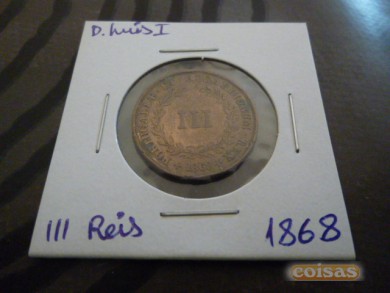 D. Luís I
III
III Reis 1868
coisas